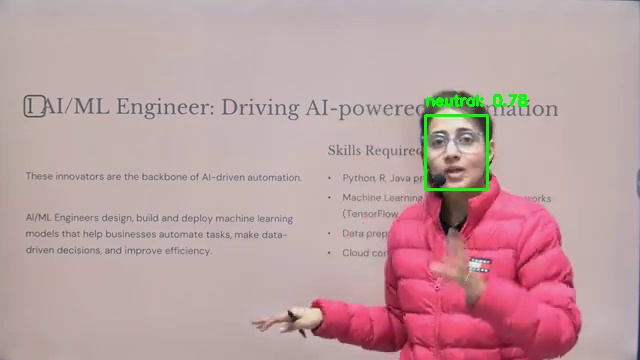 neutral: 0.78
1 AI/ML Engineer: Driving AI-powered
Skills Required
These innovators are the backbone of AI-driven automation.
• Python, R, Java
• Machine Learning
(TensorFlow
AI/ML Engineers design, build and deploy machine learning
models that help businesses automate tasks, make data-
driven decisions, and improve efficiency.
• Data
• Cloud